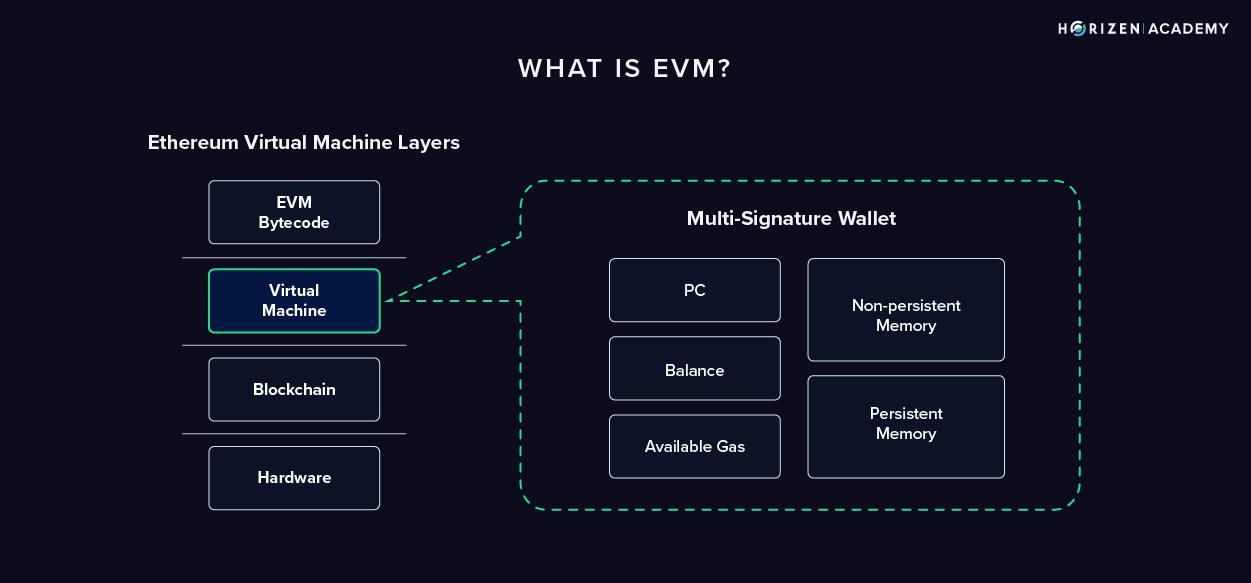 HORIZEN ACADEMY
WHAT IS EVM?
Ethereum Virtual Machine Layers
EVM
Bytecode
Virtual
Machine
Blockchain
Hardware
Multi-Signature Wallet
PC
Balance
Available Gas
Non-persistent
Memory
Persistent
Memory